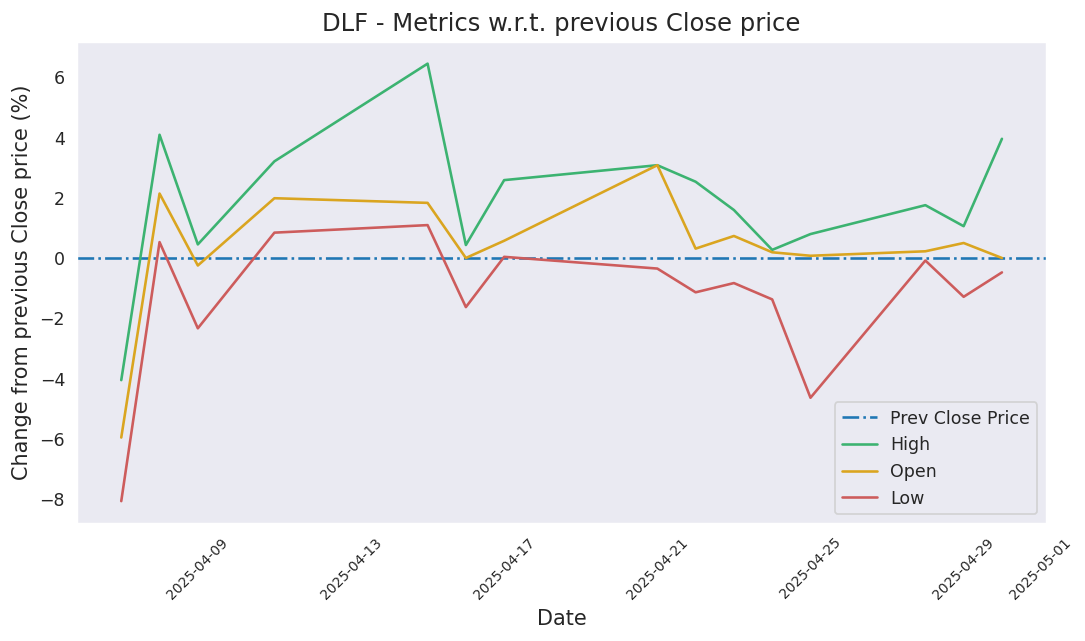 DLF - Metrics w.r.t. previous Close price
Change from previous Close price (%)
6
4
2
0
−2
−4
−6
−8
Prev Close Price
High
Open
Low
2025-04-09
2025-04-13
2025-04-17
2025-04-21
2025-04-25
2025-04-29
2025-05-01
Date